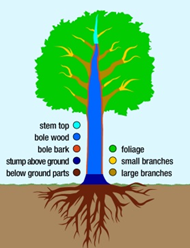 stem top
bole wood
bole bark
stump above ground
below ground parts
foliage
small branches
large branches